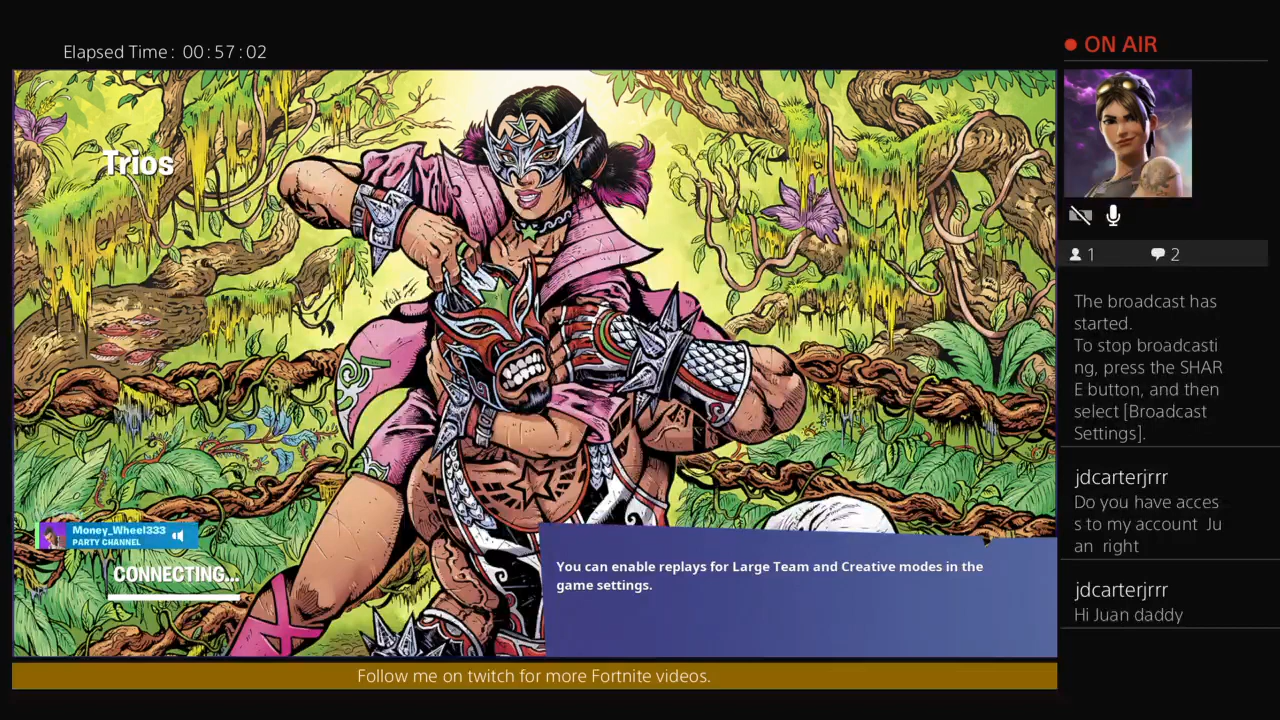 Elapsed Time: 00:57:02
ON AIR
Trios
1
2
The broadcast has
started.
To stop broadcasti
ng, press the SHAR
E button, and then
select [Broadcast
Settings].
jdcarterjrrr
Do you have acces
s to my account Ju
an right
jdcarterjrrr
Hi Juan daddy
Money_Wheel333
PARTY CHANNEL
CONNECTING...
You can enable replays for Large Team and Creative modes in the
game settings.
Follow me on twitch for more Fortnite videos.